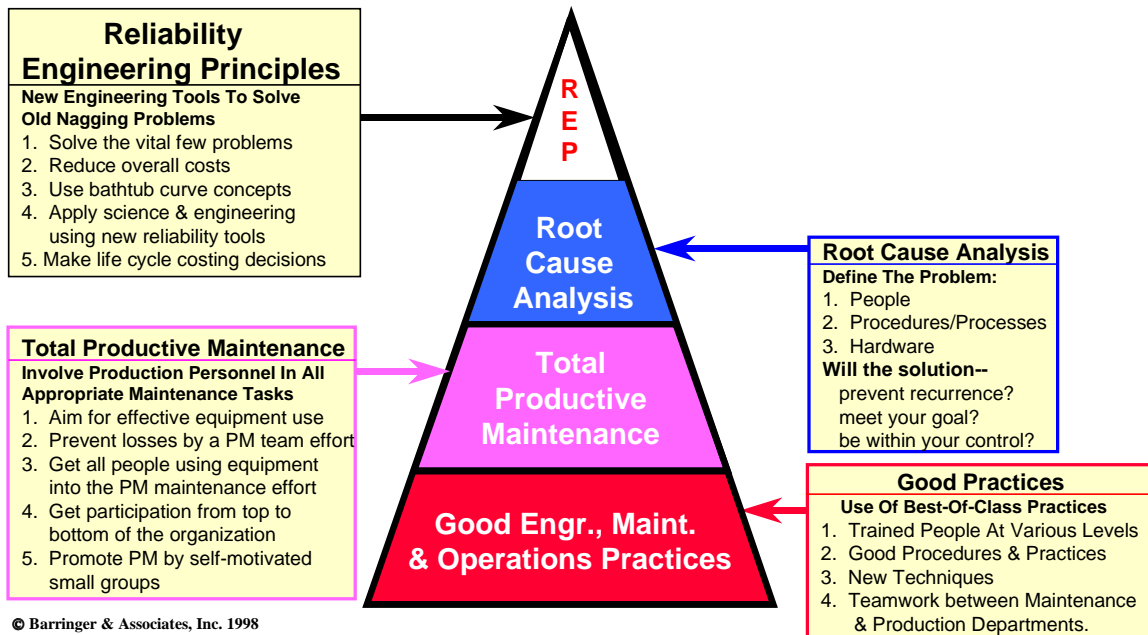 Reliability
Engineering Principles
New Engineering Tools To Solve
Old Nagging Problems
1. Solve the vital few problems
2. Reduce overall costs
3. Use bathtub curve concepts
4. Apply science & engineering
using new reliability tools
5. Make life cycle costing decisions
R
E
P
Root
Cause
Analysis
Root Cause Analysis
Define The Problem:
1. People
2. Procedures/Processes
3. Hardware
Will the solution--
prevent recurrence?
meet your goal?
be within your control?
Total Productive Maintenance
Involve Production Personnel In All
Appropriate Maintenance Tasks
1. Aim for effective equipment use
2. Prevent losses by a PM team effort
3. Get all people using equipment
into the PM maintenance effort
4. Get participation from top to
bottom of the organization
5. Promote PM by self-motivated
small groups
Total
Productive
Maintenance
Good Engr., Maint.
& Operations Practices
Good Practices
Use Of Best-Of-Class Practices
1. Trained People At Various Levels
2. Good Procedures & Practices
3. New Techniques
4. Teamwork between Maintenance
& Production Departments.
© Barringer & Associates, Inc. 1998